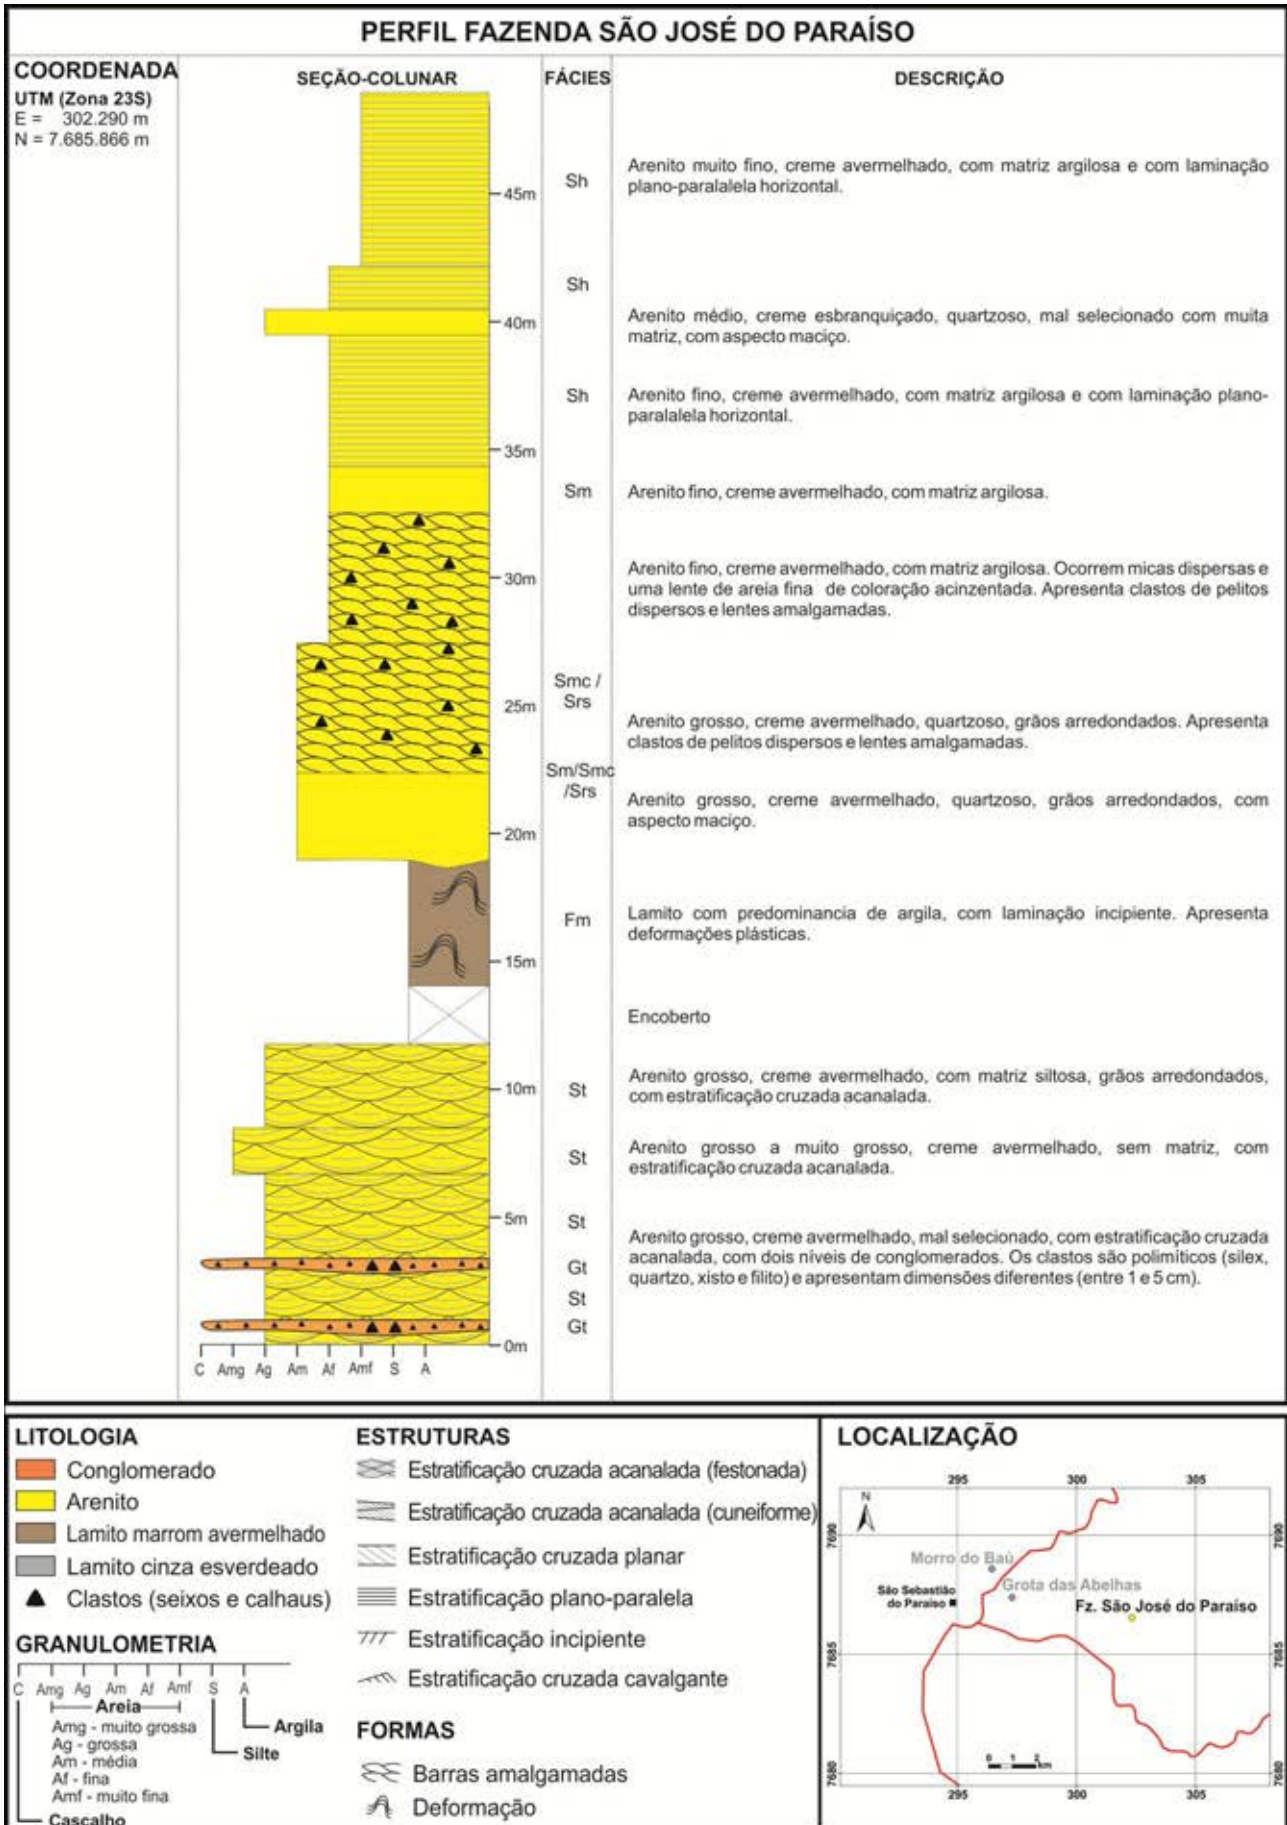 PERFIL FAZENDA SÃO JOSÉ DO PARAÍSO
COORDENADA
UTM (Zona 23S)
E = 302.290 m
N = 7.685.866 m
SEÇÃO-COLUNAR
FÁCIES
DESCRIÇÃO
45m
40m
35m
30m
25m
20m
15m
10m
5m
0m
C Amg Ag Am Af Amf S A
Sh
Sh
Sh
Sm
Smc /
Srs
Sm/Smc
/Srs
Fm
St
St
St
Gt
St
Gt
Arenito muito fino, creme avermelhado, com matriz argilosa e com laminação
plano-paralalela horizontal.
Arenito médio, creme esbranquiçado, quartzoso, mal selecionado com muita
matriz, com aspecto maciço.
Arenito fino, creme avermelhado, com matriz argilosa e com laminação plano-
paralalela horizontal.
Arenito fino, creme avermelhado, com matriz argilosa.
Arenito fino, creme avermelhado, com matriz argilosa. Ocorrem micas dispersas e
uma lente de areia fina de coloração acinzentada. Apresenta clastos de pelitos
dispersos e lentes amalgamadas.
Arenito grosso, creme avermelhado, quartzoso, grãos arredondados. Apresenta
clastos de pelitos dispersos e lentes amalgamadas.
Arenito grosso, creme avermelhado, quartzoso, grãos arredondados, com
aspecto maciço.
Lamito com predominancia de argila, com laminação incipiente. Apresenta
deformações plásticas.
Encoberto
Arenito grosso, creme avermelhado, com matriz siltosa, grãos arredondados,
com estratificação cruzada acanalada.
Arenito grosso a muito grosso, creme avermelhado, sem matriz, com
estratificação cruzada acanalada.
Arenito grosso, creme avermelhado, mal selecionado, com estratificação cruzada
acanalada, com dois níveis de conglomerados. Os clastos são polimíticos (silex,
quartzo, xisto e filito) e apresentam dimensões diferentes (entre 1 e 5 cm).
LITOLOGIA
Conglomerado
Arenito
Lamito marrom avermelhado
Lamito cinza esverdeado
Clastos (seixos e calhaus)
GRANULOMETRIA
C Amg Ag Am Af Amf S A
Areia
Amg - muito grossa
Ag - grossa
Am - média
Af - fina
Amf - muito fina
Argila
Silte
Cascalho
ESTRUTURAS
Estratificação cruzada acanalada (festonada)
Estratificação cruzada acanalada (cuneiforme)
Estratificação cruzada planar
Estratificação plano-paralela
Estratificação incipiente
Estratificação cruzada cavalgante
FORMAS
Barras amalgamadas
Deformação
LOCALIZAÇÃO
295 300 305
N
7690 7690
Morro do Baú
Grota das Abelhas
São Sebastião
do Paraiso
Fz. São José do Paraíso
7685 7685
0 1 2
km
7680 7680
295 300 305